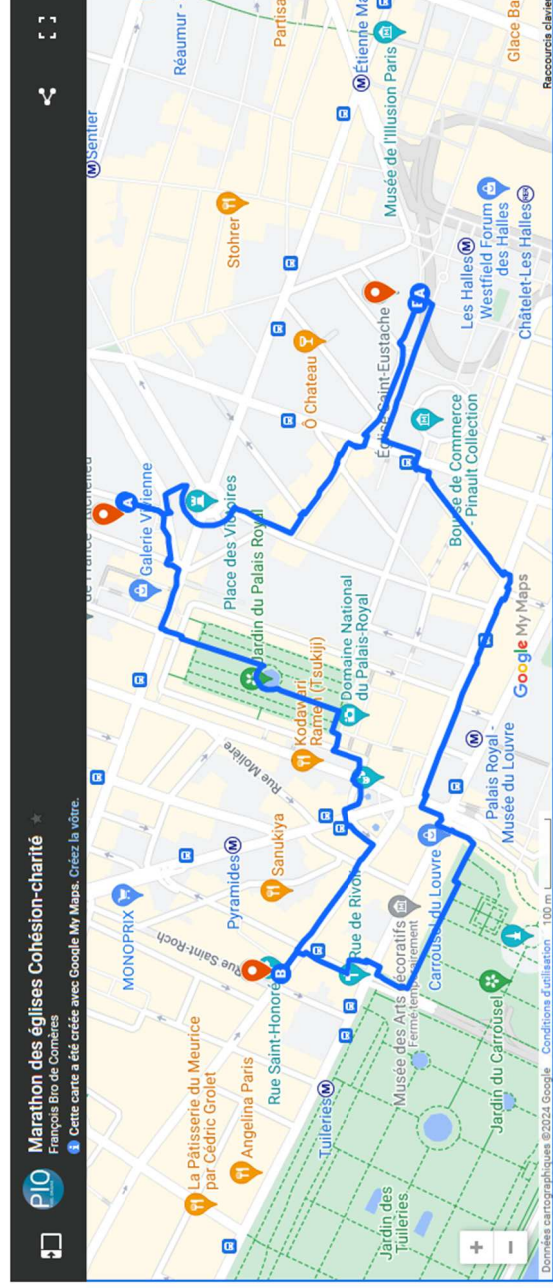 PIO
Marathon des églises Cohésion-charité
François Bro de Comères
Cette carte a été créée avec Google My Maps. Créez la vôtre.
MONOPRIX
Sentier
Réaumur -
Partisa
Glace Ba
Étienne Ma
Musée de l'Illusion Paris
Stohrer
Galerie Vivienne
Place des Victoires
Jardin du Palais Royal
Ô Chateau
Église Saint-Eustache
Les Halles
Westfield Forum
des Halles
Châtelet-Les Halles
RER
Bourse de Commerce
- Pinault Collection
Domaine National
du Palais-Royal
Kodawari
Ramen (Tsukiji)
Rue Molière
Pyramides
Sanukiya
Rue Saint-Roch
Rue Saint-Honoré
Rue de Rivoli
La Pâtisserie du Meurice
par Cédric Grolet
Angelina Paris
Tuileries
Musée des Arts Décoratifs
Fermé temporairement
Carrousel du Louvre
Palais Royal -
Musée du Louvre
Jardin du Carrousel
Jardin des
Tuileries
A
B
A
Google My Maps
Raccourcis clavier
Données cartographiques ©2024 Google
Conditions d'utilisation
100 m